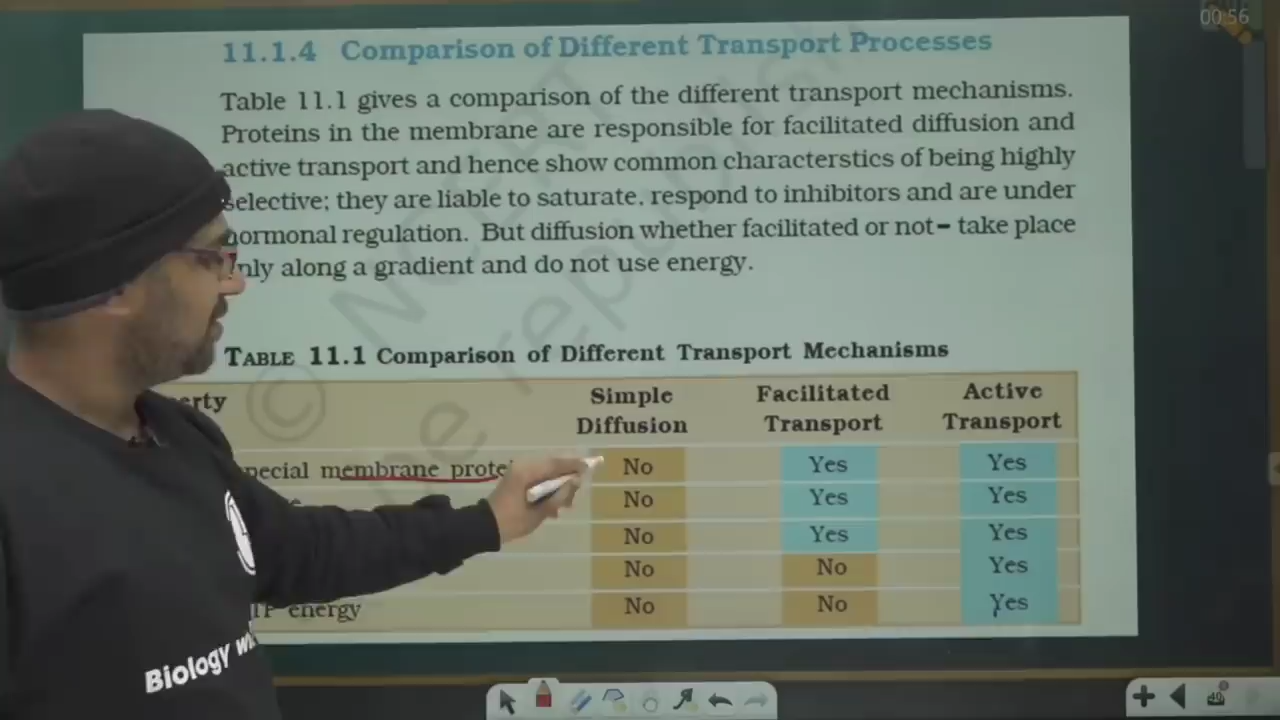 00:56
11.1.4 Comparison of Different Transport Processes
Table 11.1 gives a comparison of the different transport mechanisms.
Proteins in the membrane are responsible for facilitated diffusion and
active transport and hence show common characterstics of being highly
selective; they are liable to saturate, respond to inhibitors and are under
hormonal regulation. But diffusion whether facilitated or not – take place
only along a gradient and do not use energy.
TABLE 11.1 Comparison of Different Transport Mechanisms
Simple Facilitated Active
Diffusion Transport Transport
special membrane No Yes Yes
No Yes Yes
No Yes Yes
No No Yes
energy No No Yes
© NCERT
republish
Biology